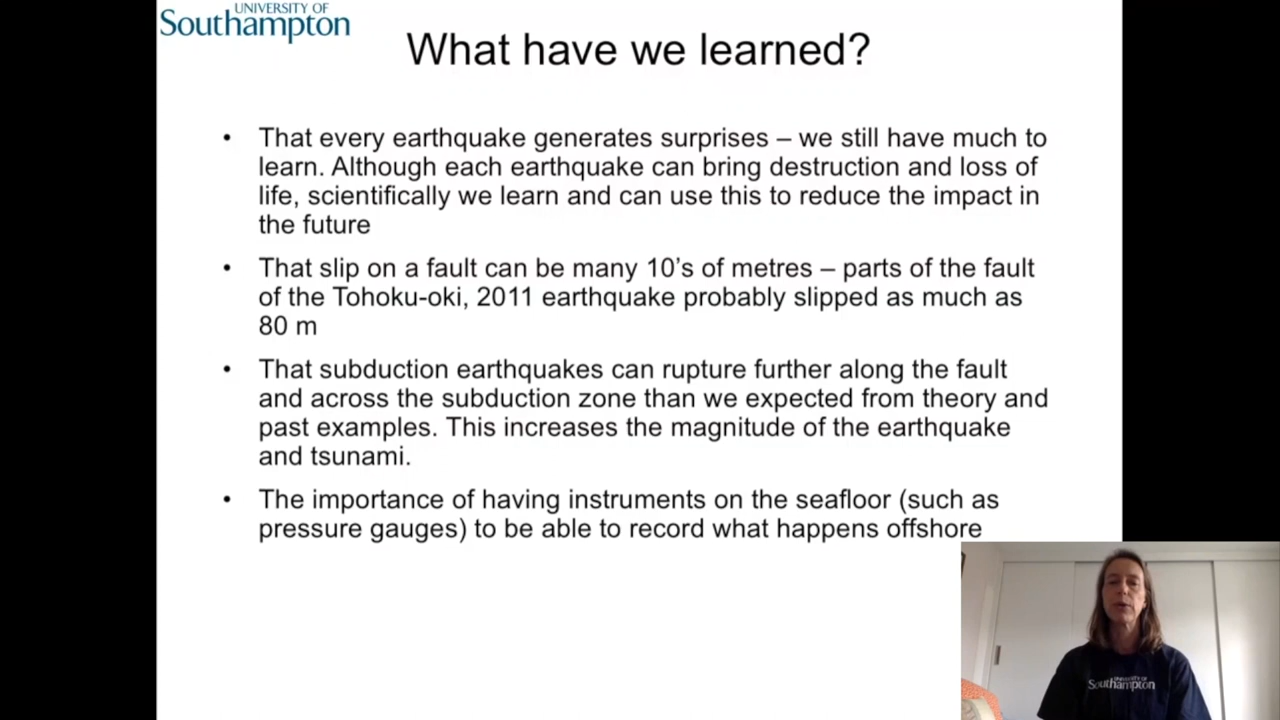 UNIVERSITY OF
Southampton
What have we learned?
• That every earthquake generates surprises – we still have much to
learn. Although each earthquake can bring destruction and loss of
life, scientifically we learn and can use this to reduce the impact in
the future
• That slip on a fault can be many 10's of metres – parts of the fault
of the Tohoku-oki, 2011 earthquake probably slipped as much as
80 m
• That subduction earthquakes can rupture further along the fault
and across the subduction zone than we expected from theory and
past examples. This increases the magnitude of the earthquake
and tsunami.
• The importance of having instruments on the seafloor (such as
pressure gauges) to be able to record what happens offshore
UNIVERSITY OF
Southampton